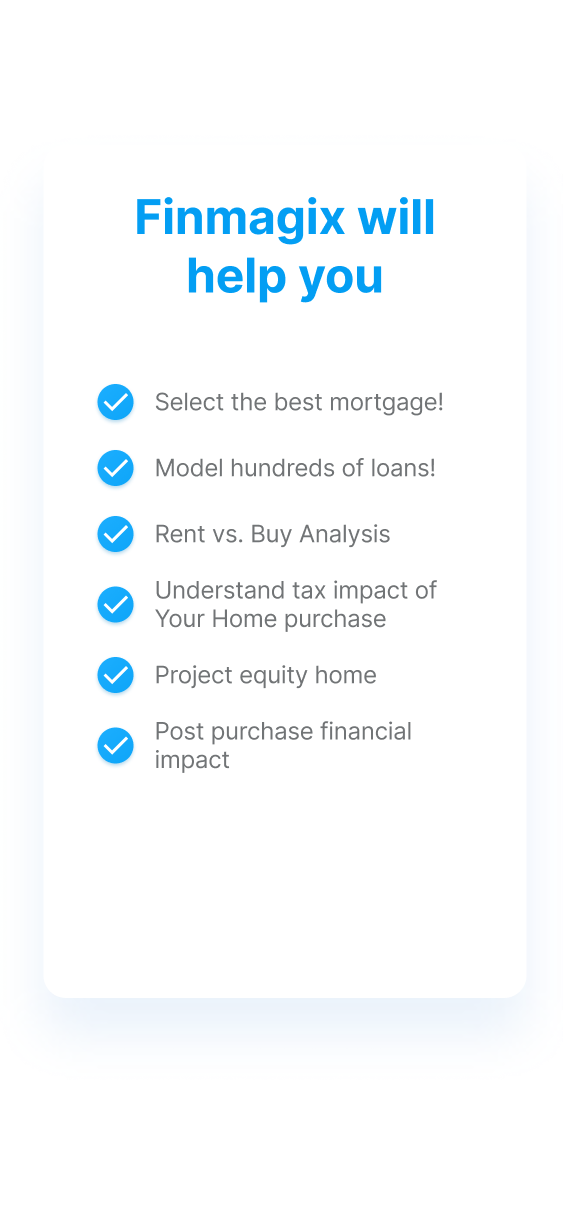 Finmagix will
help you
Select the best mortgage!
Model hundreds of loans!
Rent vs. Buy Analysis
Understand tax impact of
Your Home purchase
Project equity home
Post purchase financial
impact